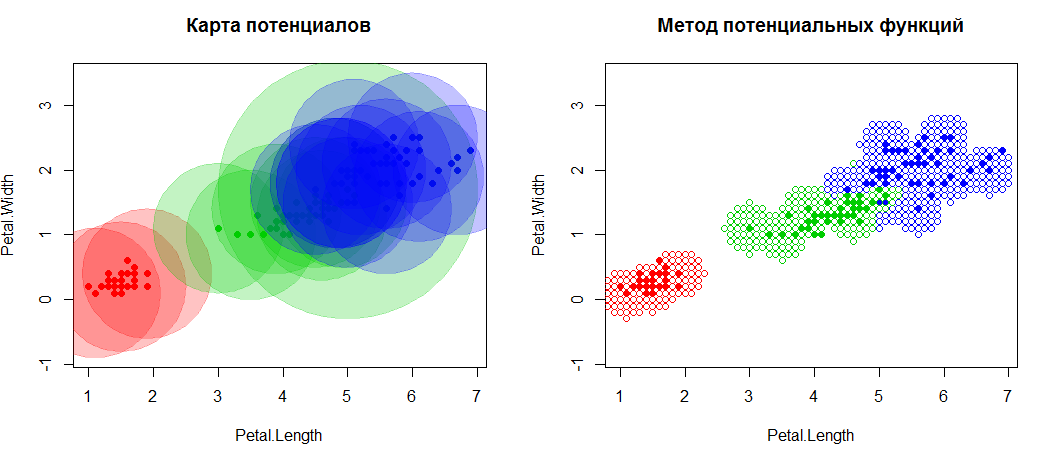 Карта потенциалов
Petal.Width
3
2
1
0
-1
1 2 3 4 5 6 7
Petal.Length
Метод потенциальных функций
Petal.Width
3
2
1
0
-1
1 2 3 4 5 6 7
Petal.Length